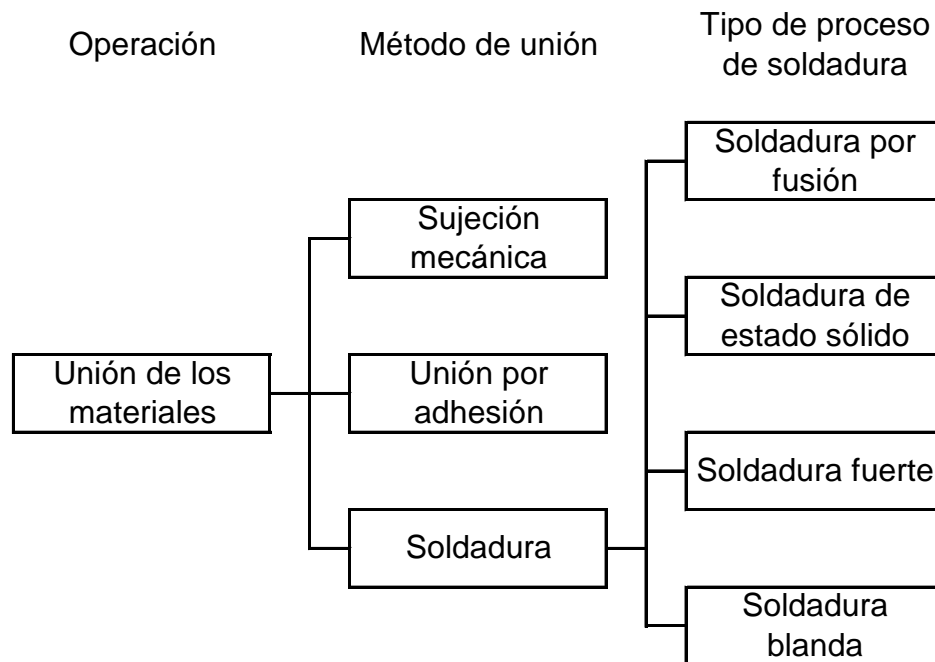 Operación
Método de unión
Tipo de proceso
de soldadura
Unión de los
materiales
Sujeción
mecánica
Unión por
adhesión
Soldadura
Soldadura por
fusión
Soldadura de
estado sólido
Soldadura fuerte
Soldadura
blanda